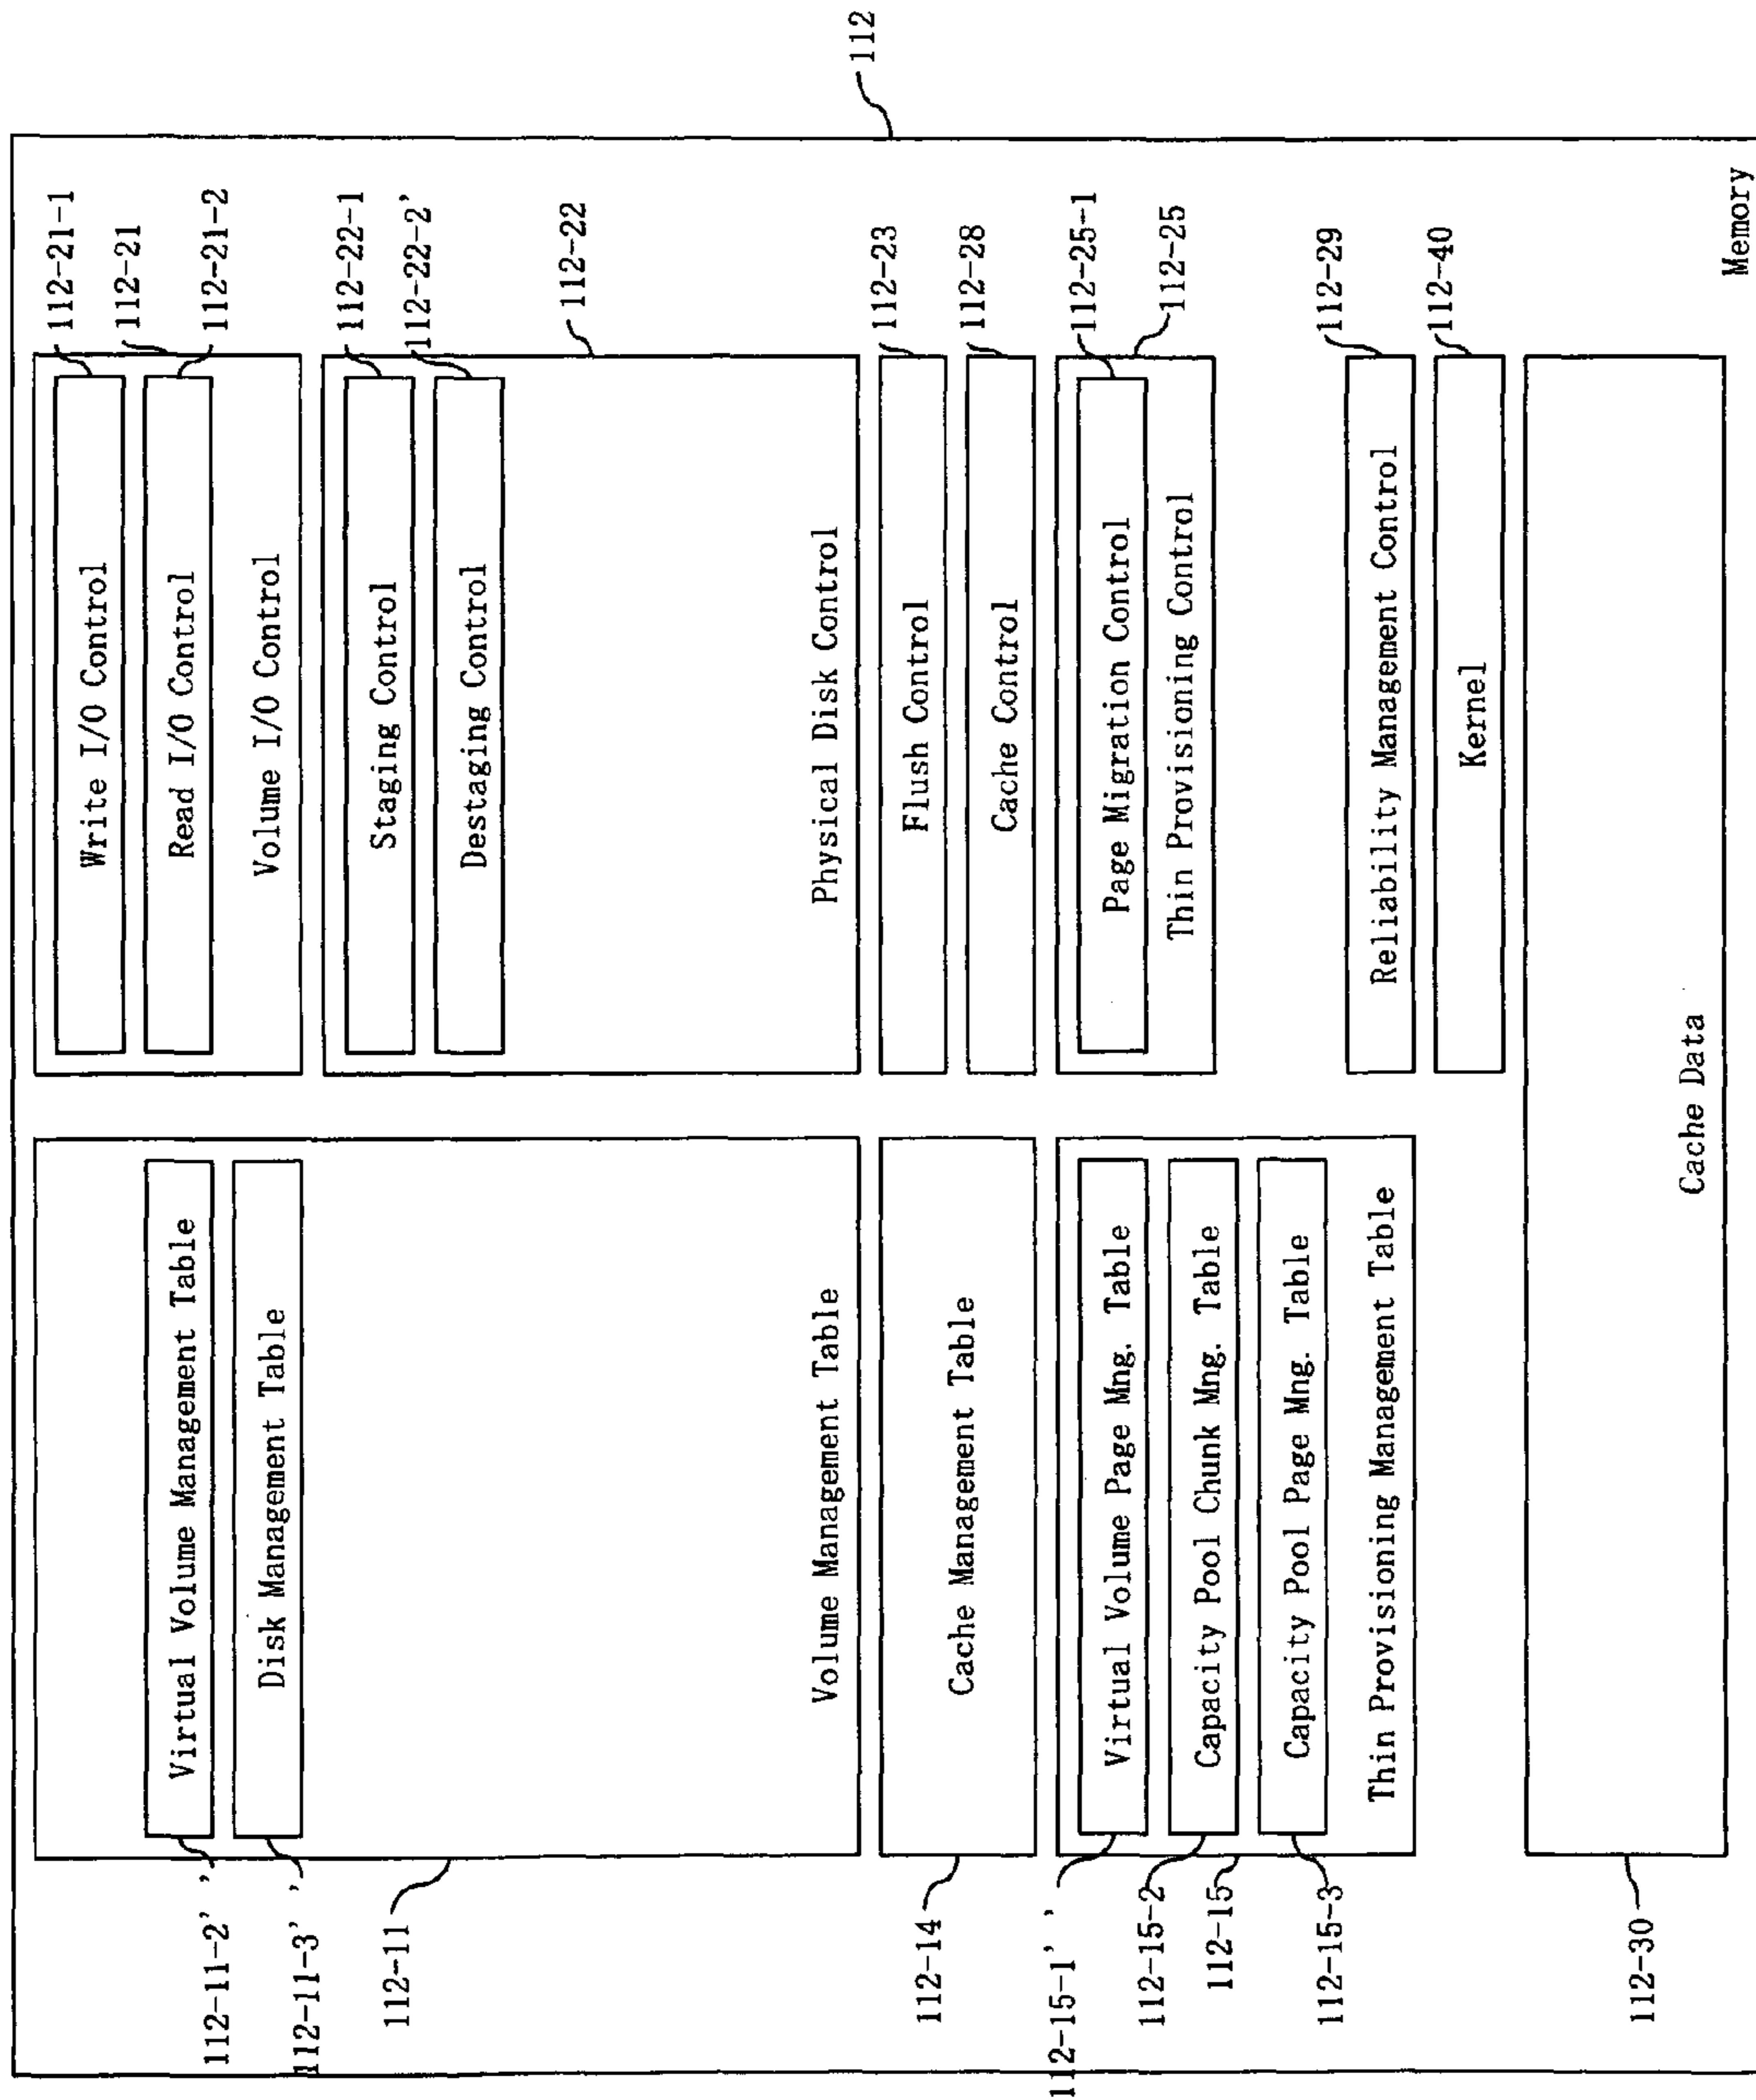 112
112-11-2' '
Virtual Volume Management Table
112-11-3' '
Disk Management Table
112-11
Volume Management Table
112-14
Cache Management Table
112-15-1' '
Virtual Volume Page Mng. Table
112-15-2
Capacity Pool Chunk Mng. Table
112-15
112-15-3
Capacity Pool Page Mng. Table
Thin Provisioning Management Table
112-21-1
Write I/O Control
112-21
112-21-2
Read I/O Control
Volume I/O Control
112-22-1
Staging Control
112-22-2'
Destaging Control
112-22
Physical Disk Control
112-23
Flush Control
112-28
Cache Control
112-25-1
Page Migration Control
112-25
Thin Provisioning Control
112-29
Reliability Management Control
112-40
Kernel
112-30
Cache Data
Memory